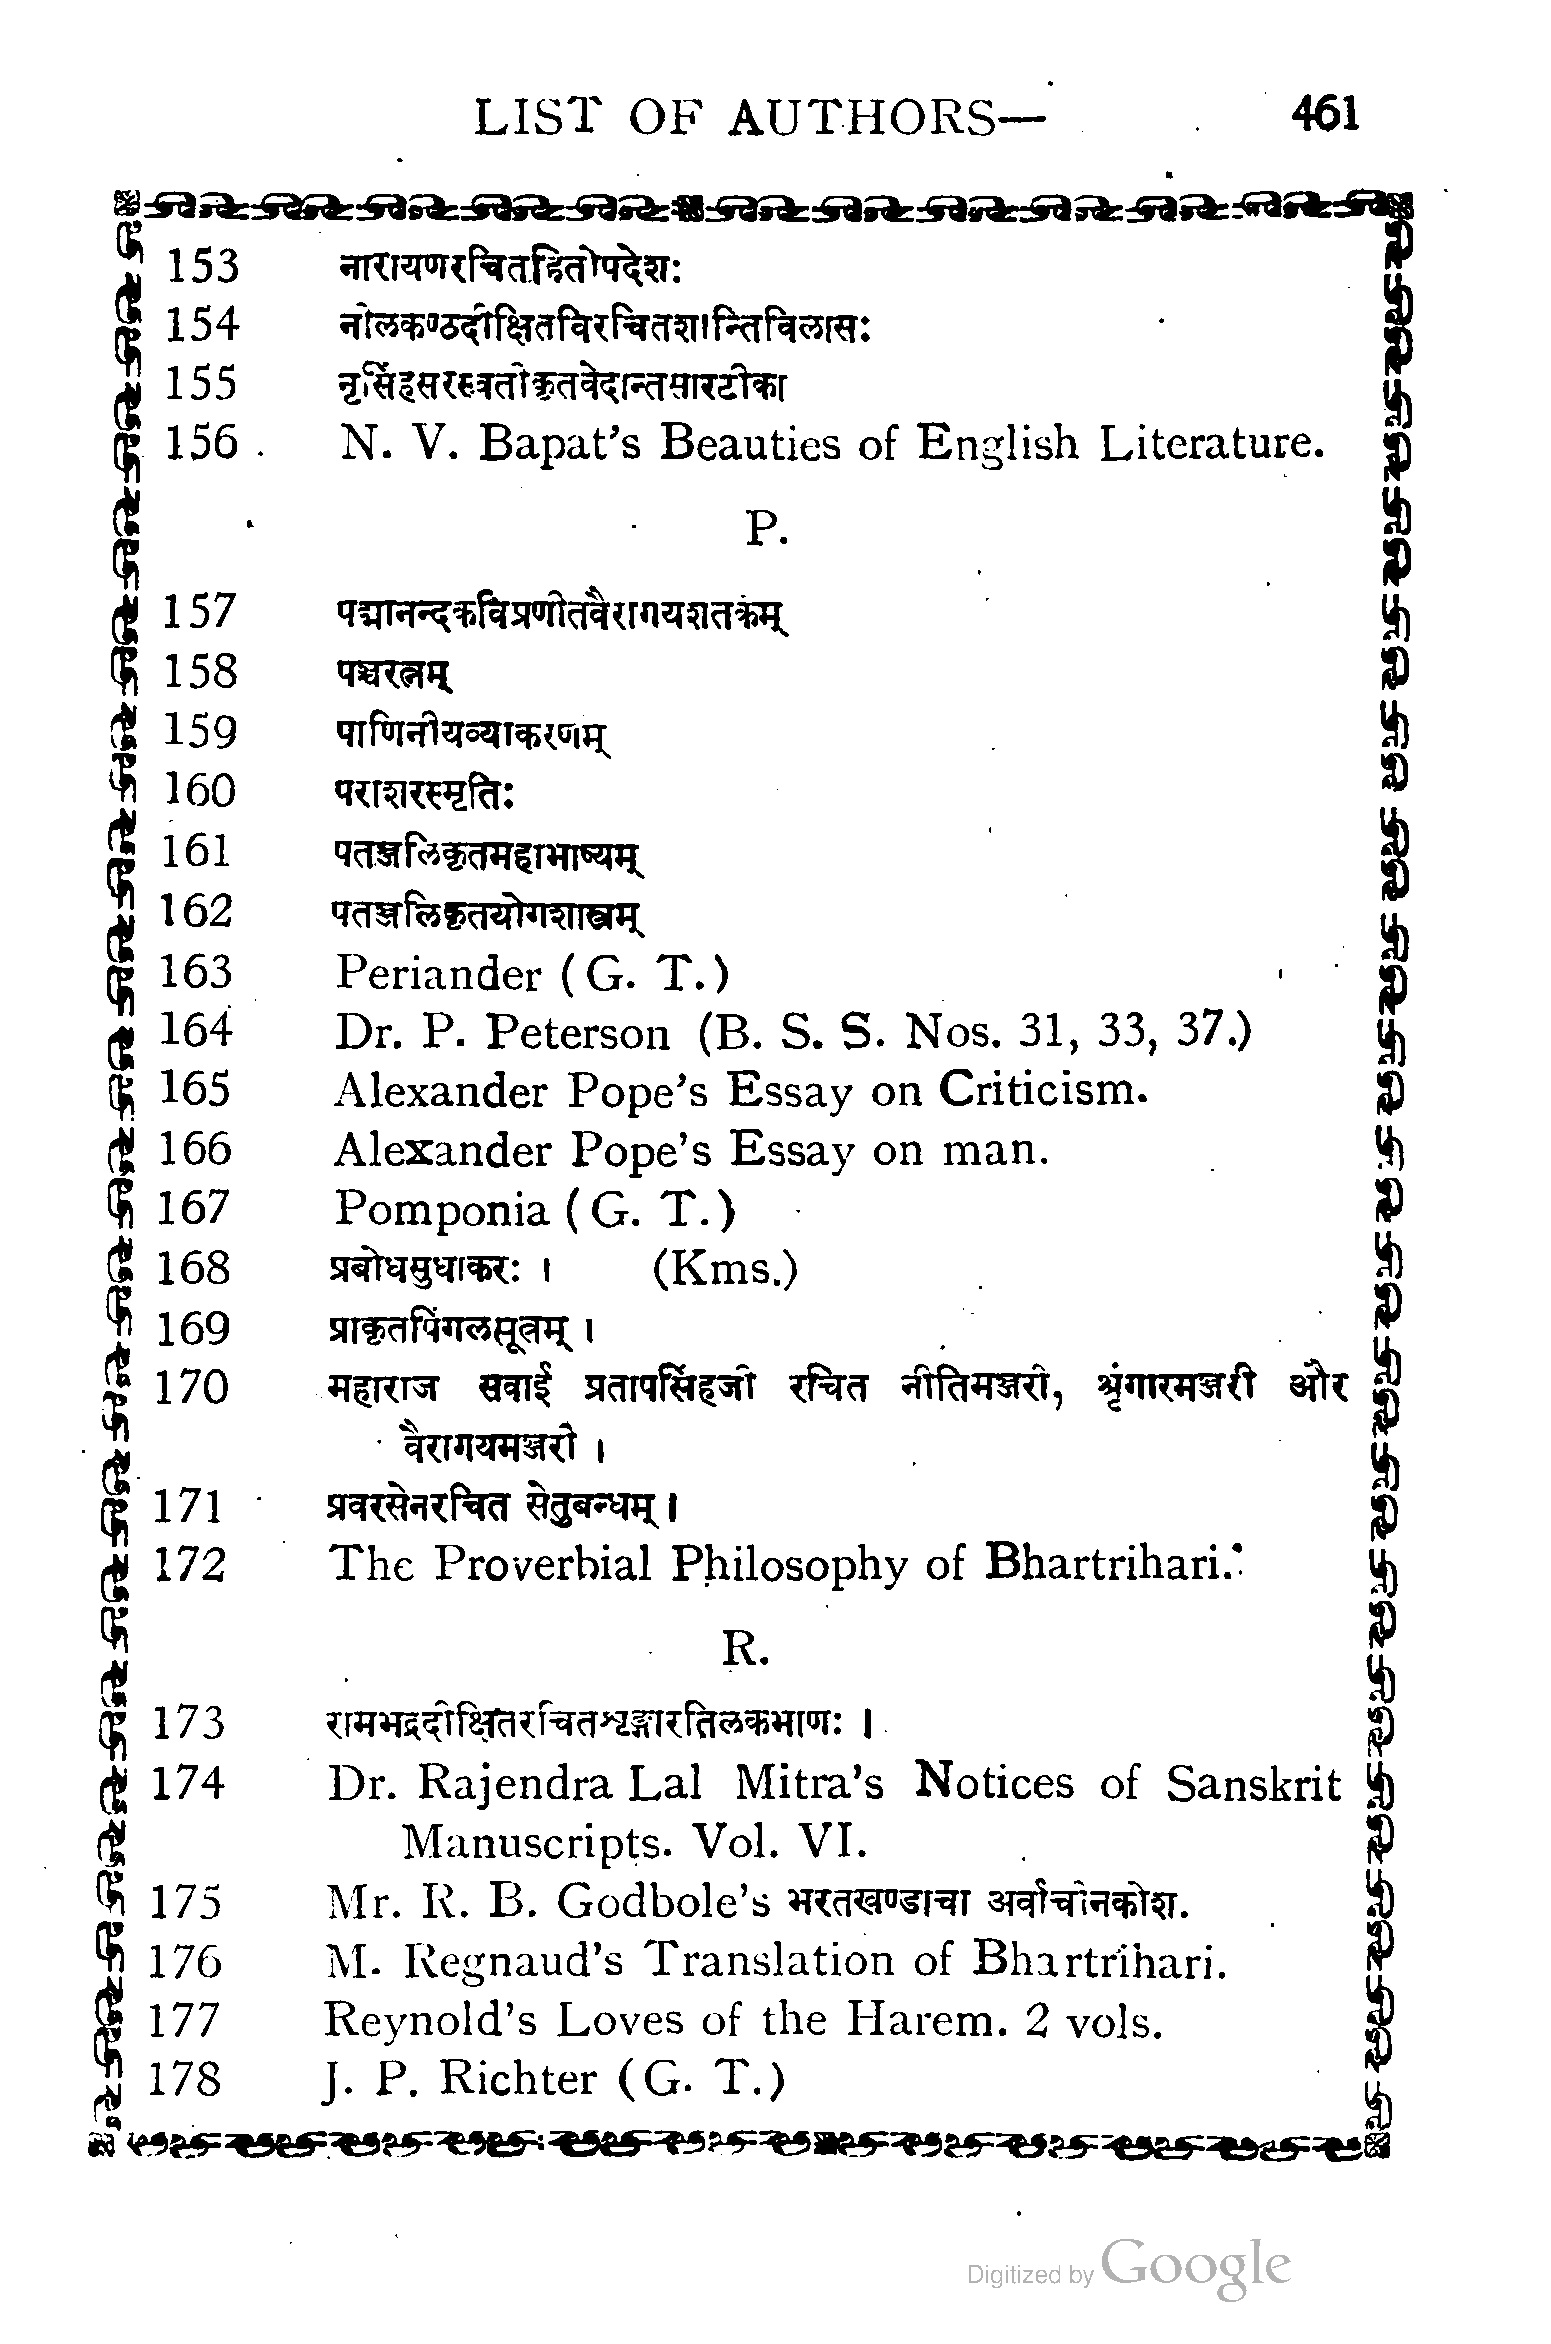 LIST OF AUTHORS— 461
153 नारायणरचितहितोपदेशः
154 नीलकण्ठदीक्षितविरचितशान्तिविलासः
155 नृसिंहसरस्वतीकृतवेदान्तसारटीका
156 N. V. Bapat's Beauties of English Literature.
P.
157 पद्मानन्दकविप्रणीतवैरागयशतकम्
158 पञ्चरत्नम्
159 पाणिनीयव्याकरणम्
160 पराशरस्मृतिः
161 पतञ्जलिकृतमहाभाष्यम्
162 पतञ्जलिकृतयोगशास्त्रम्
163 Periander (G. T.)
164 Dr. P. Peterson (B. S. S. Nos. 31, 33, 37.)
165 Alexander Pope's Essay on Criticism.
166 Alexander Pope's Essay on man.
167 Pomponia (G. T.)
168 प्रबोधसुधाकरः । (Kms.)
169 प्राकृतपिंगलसूत्रम् ।
170 महाराज सवाई प्रतापसिंहजी रचित नीतिमञ्जरी, श्रृंगारमञ्जरी और
वैरागयमञ्जरी ।
171 प्रवरसेनरचित सेतुबन्धम् ।
172 The Proverbial Philosophy of Bhartrihari.
R.
173 रामभद्रदीक्षितरचितशृङ्गारतिलकभाणः ।
174 Dr. Rajendra Lal Mitra's Notices of Sanskrit
Manuscripts. Vol. VI.
175 Mr. R. B. Godbole's भरतखण्डाचा अर्वाचीनकोश.
176 M. Regnaud's Translation of Bhartrihari.
177 Reynold's Loves of the Harem. 2 vols.
178 J. P. Richter (G. T.)
Digitized by Google